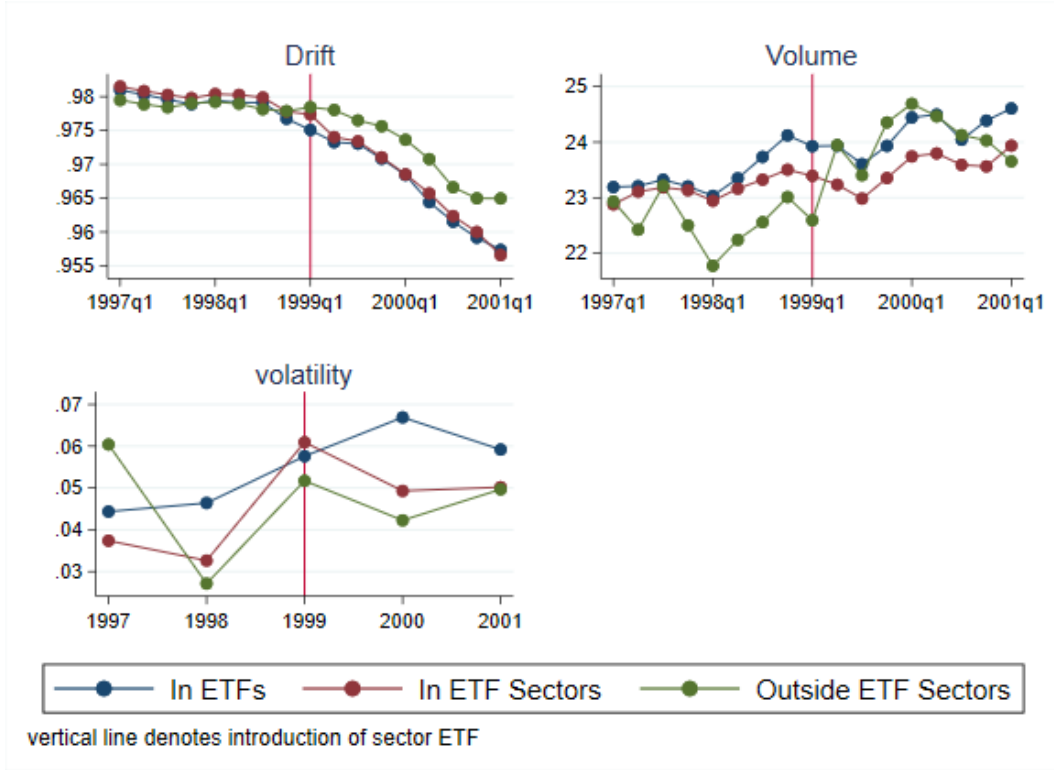 Drift
.98
.975
.97
.965
.96
.955
1997q1 1998q1 1999q1 2000q1 2001q1
Volume
25
24
23
22
1997q1 1998q1 1999q1 2000q1 2001q1
volatility
.07
.06
.05
.04
.03
1997 1998 1999 2000 2001
In ETFs In ETF Sectors Outside ETF Sectors
vertical line denotes introduction of sector ETF